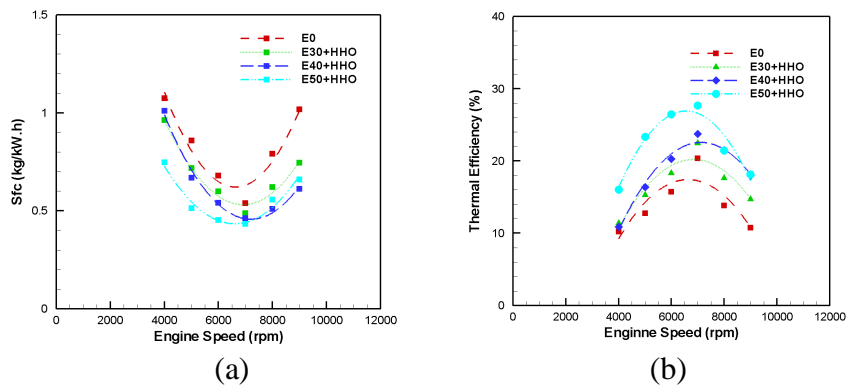 1.5
1
0.5
0
Sfc (kg/kW.h)
0 2000 4000 6000 8000 10000 12000
Engine Speed (rpm)
E0
E30+HHO
E40+HHO
E50+HHO
(a)
40
30
20
10
0
Thermal Efficiency (%)
0 2000 4000 6000 8000 10000 12000
Enginne Speed (rpm)
E0
E30+HHO
E40+HHO
E50+HHO
(b)